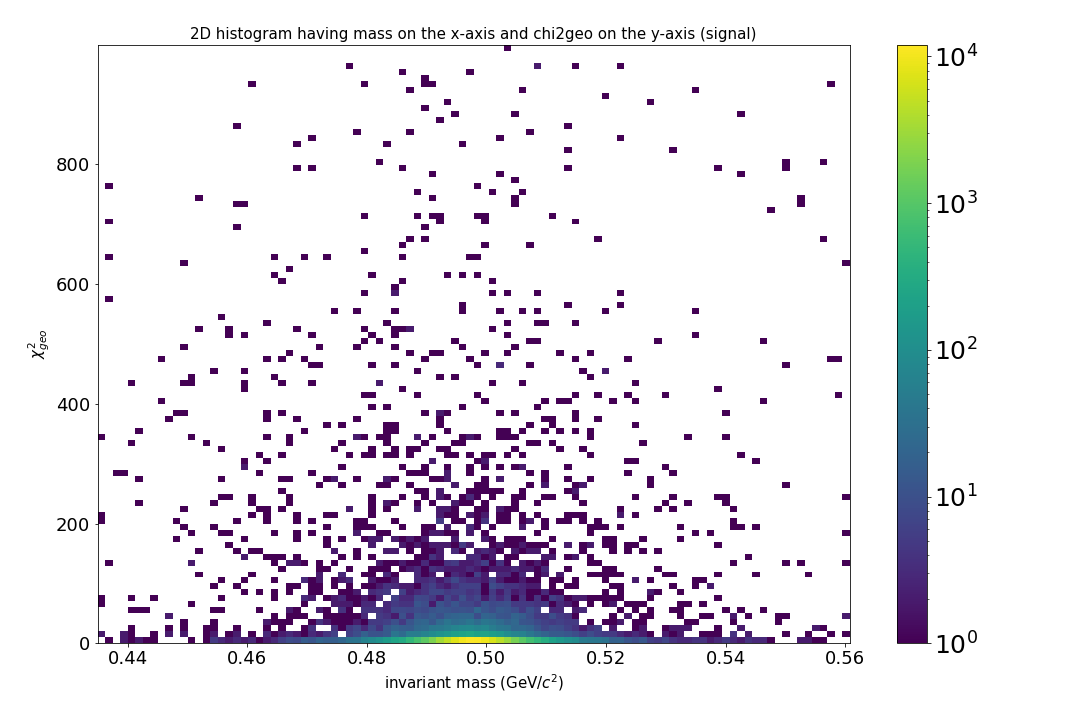 2D histogram having mass on the x-axis and chi2geo on the y-axis (signal)
800
600
400
200
0
χ²geo
0.44 0.46 0.48 0.50 0.52 0.54 0.56
invariant mass (GeV/c²)
10⁴
10³
10²
10¹
10⁰